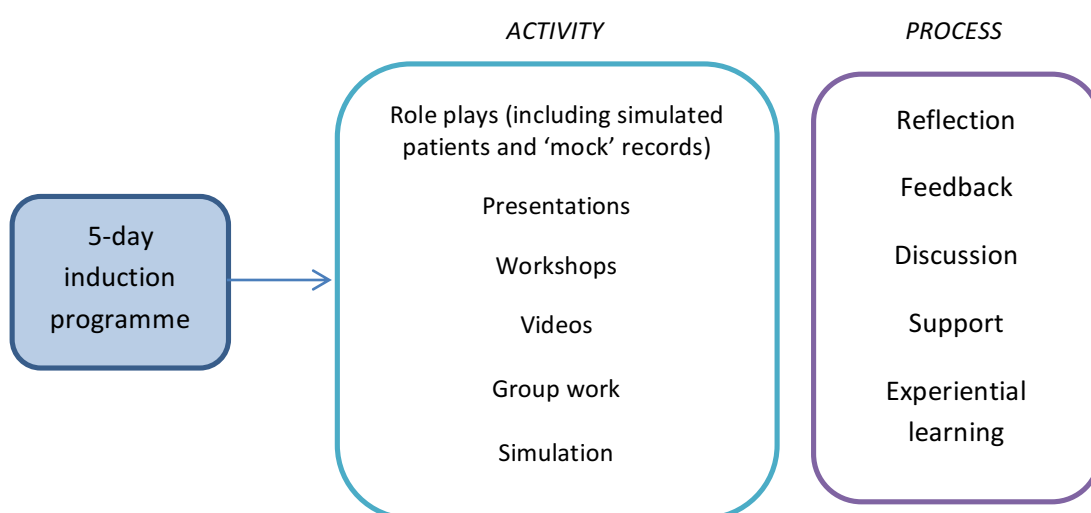 ACTIVITY
PROCESS
5-day
induction
programme
Role plays (including simulated
patients and ‘mock’ records)
Presentations
Workshops
Videos
Group work
Simulation
Reflection
Feedback
Discussion
Support
Experiential
learning